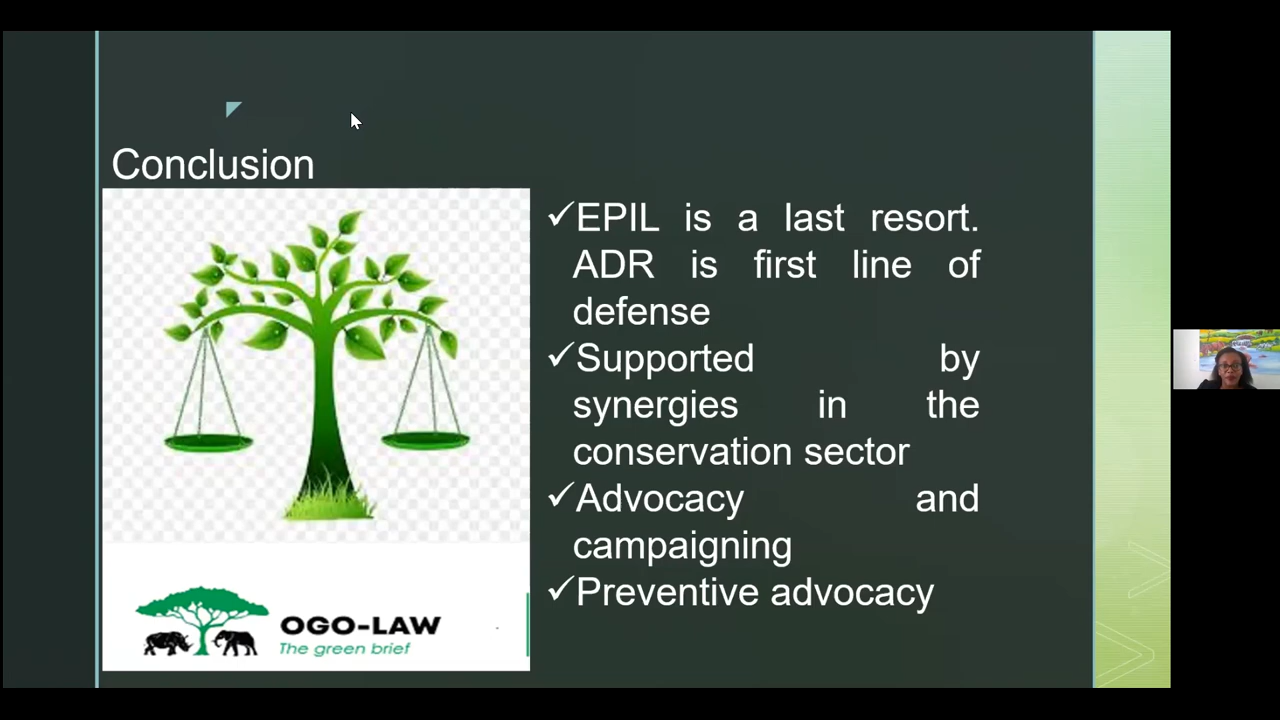 Conclusion
✓EPIL is a last resort.
ADR is first line of
defense
✓Supported by
synergies in the
conservation sector
✓Advocacy and
campaigning
✓Preventive advocacy
OGO-LAW
The green brief